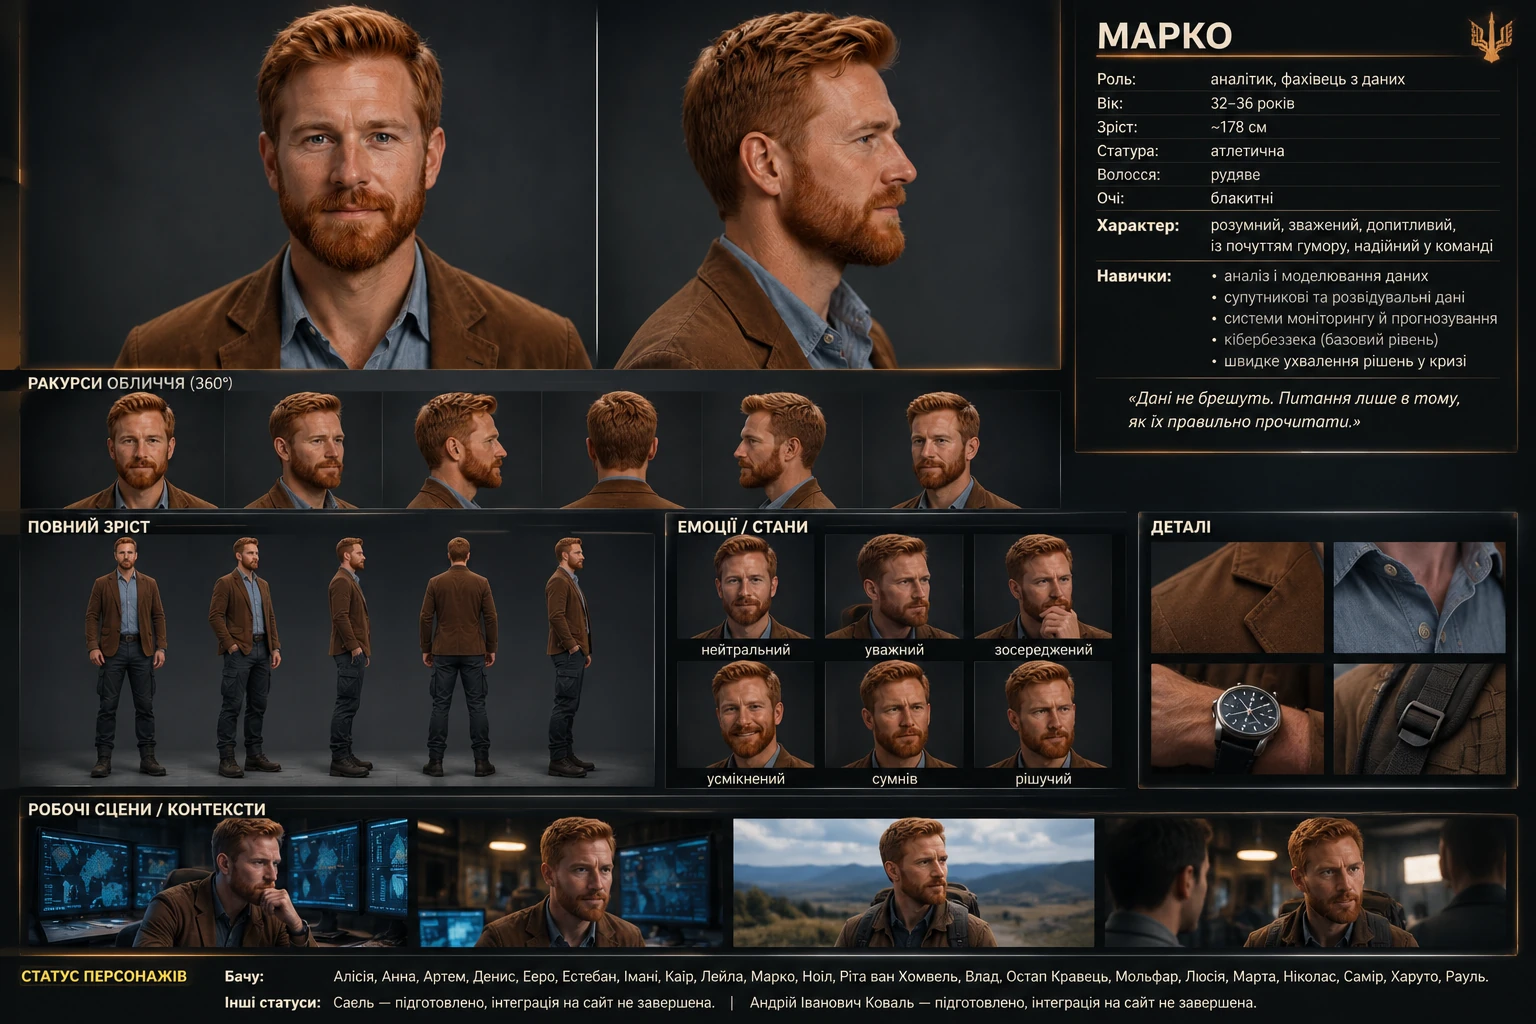 МАРКО
Роль: аналітик, фахівець з даних
Вік: 32–36 років
Зріст: ~178 см
Статура: атлетична
Волосся: рудяве
Очі: блакитні
Характер: розумний, зважений, допитливий,
із почуттям гумору, надійний у команді
Навички: • аналіз і моделювання даних
• супутникові та розвідувальні дані
• системи моніторингу й прогнозування
• кібербеззека (базовий рівень)
• швидке ухвалення рішень у кризі
«Дані не брешуть. Питання лише в тому,
як їх правильно прочитати.»
РАКУРСИ ОБЛИЧЧЯ (360°)
ПОВНИЙ ЗРІСТ
ЕМОЦІЇ / СТАНИ
нейтральний
уважний
зосереджений
усмікнений
сумнів
рішучий
ДЕТАЛІ
РОБОЧІ СЦЕНИ / КОНТЕКСТИ
СТАТУС ПЕРСОНАЖІВ
Бачу: Алісія, Анна, Артем, Денис, Ееро, Естебан, Імані, Каір, Лейла, Марко, Ноіл, Ріта ван Хомвель, Влад, Остап Кравець, Мольфар, Люсія, Марта, Ніколас, Самір, Харуто, Рауль.
Інші статуси: Саель — підготовлено, інтеграція на сайт не завершена. | Андрій Іванович Коваль — підготовлено, інтеграція на сайт не завершена.